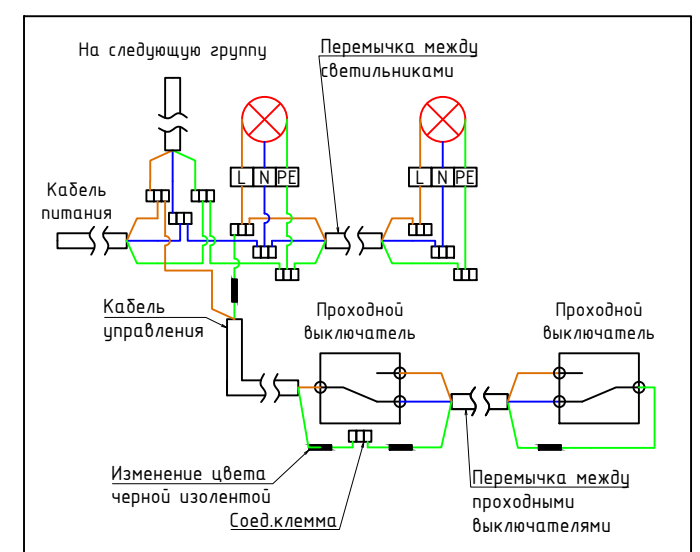 На следующую группу
Перемычка между
светильниками
L N PE
L N PE
Кабель
питания
Кабель
управления
Проходной
выключатель
Проходной
выключатель
Изменение цвета
черной изолентой
Соед.клемма
Перемычка между
проходными
выключателями